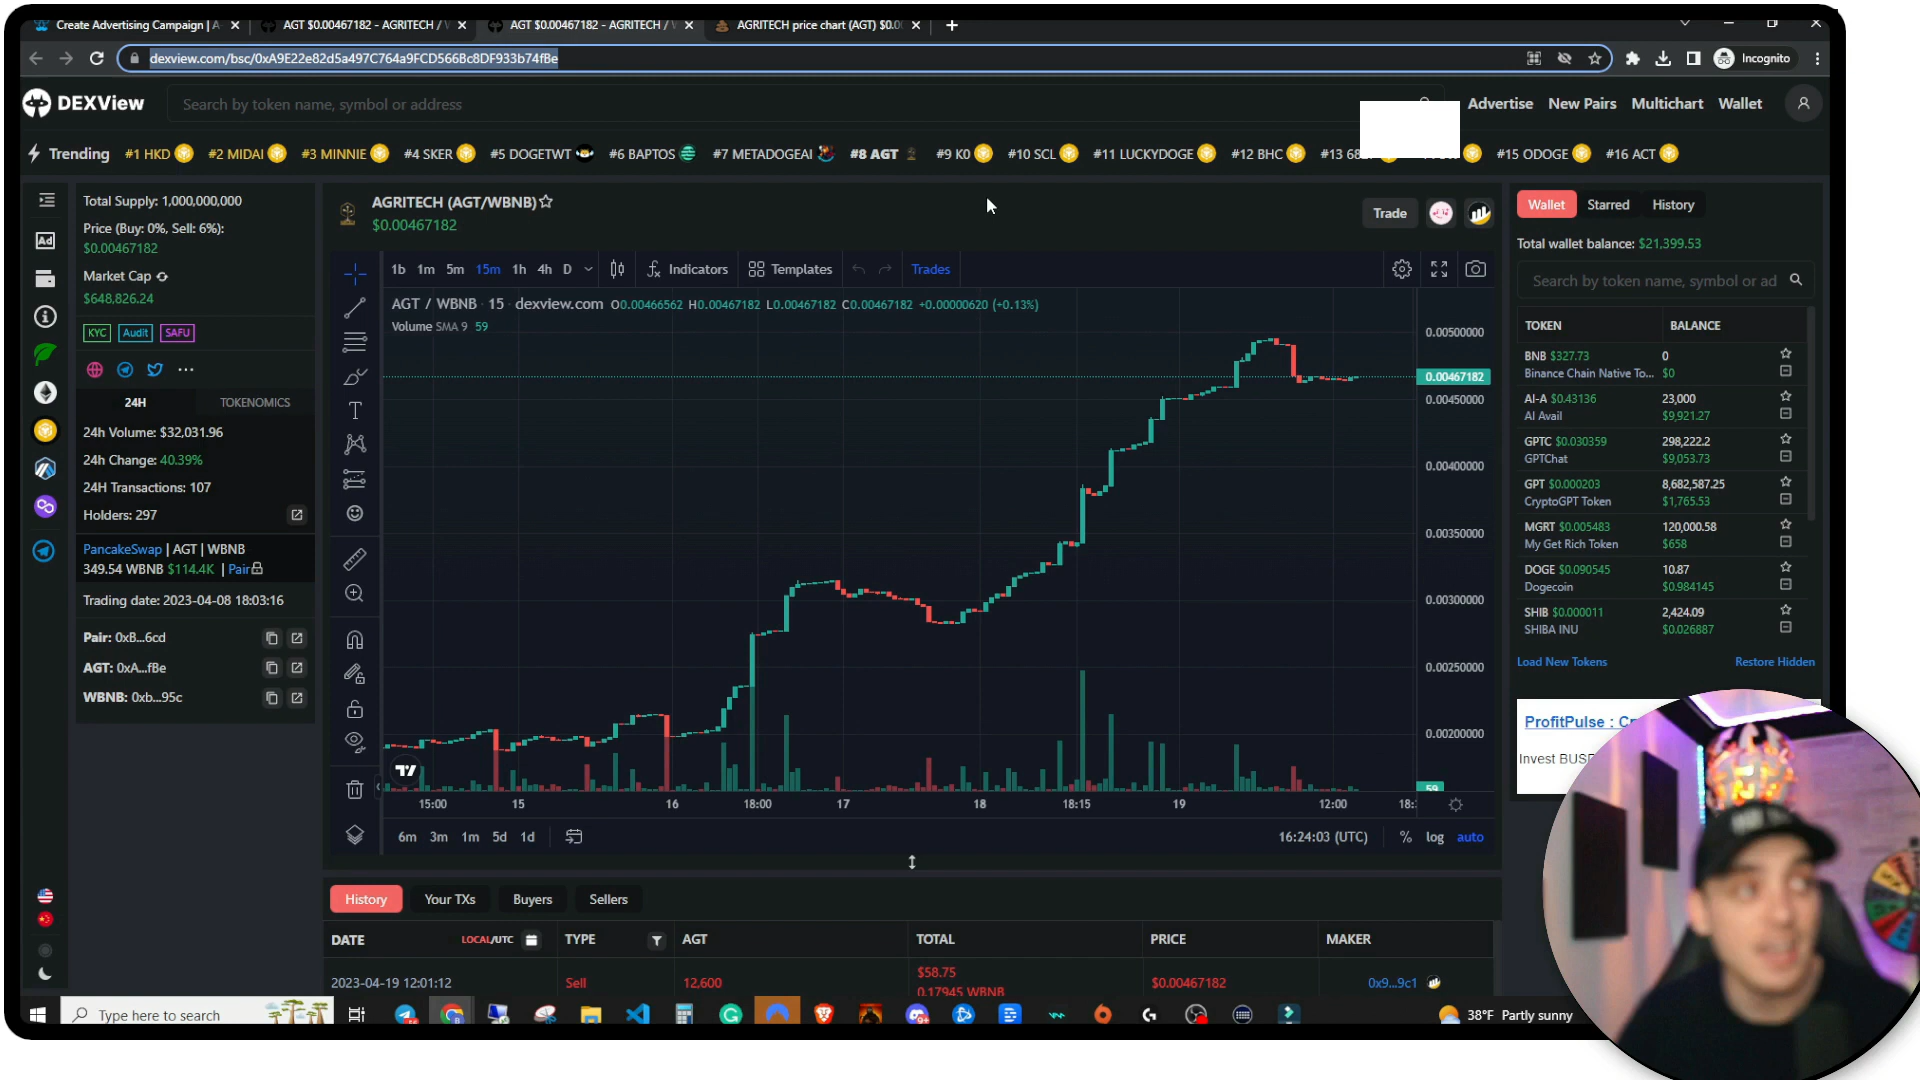 Create Advertising Campaign | A
AGT $0.00467182 - AGRITECH /
AGT $0.00467182 - AGRITECH /
AGRITECH price chart (AGT) $0.0
dexview.com/bsc/0xA9E22e82d5a497C764a9FCD566Bc8DF933b74fBe
Incognito
DEXView
Search by token name, symbol or address
Advertise
New Pairs
Multichart
Wallet
Trending
#1 HKD
#2 MIDAI
#3 MINNIE
#4 SKER
#5 DOGETWT
#6 BAPTOS
#7 METADOGEAI
#8 AGT
#9 K0
#10 SCL
#11 LUCKYDOGE
#12 BHC
#15 ODOGE
#16 ACT
Total Supply: 1,000,000,000
Price (Buy: 0%, Sell: 6%):
$0.00467182
Market Cap
$648,826.24
KYC
Audit
SAFU
24H
TOKENOMICS
24h Volume: $32,031.96
24h Change: 40.39%
24H Transactions: 107
Holders: 297
PancakeSwap | AGT | WBNB
349.54 WBNB $114.4K | Pair
Trading date: 2023-04-08 18:03:16
Pair: 0xB...6cd
AGT: 0xA...fBe
WBNB: 0xb...95c
Ad
AGRITECH (AGT/WBNB)
$0.00467182
Trade
1b 1m 5m 15m 1h 4h D
Indicators
Templates
Trades
AGT / WBNB · 15 · dexview.com O0.00466562 H0.00467182 L0.00467182 C0.00467182 +0.00000620 (+0.13%)
Volume SMA 9 59
0.00500000
0.00467182
0.00450000
0.00400000
0.00350000
0.00300000
0.00250000
0.00200000
59
15:00 15 16 18:00 17 18 18:15 19 12:00 18:
6m 3m 1m 5d 1d
16:24:03 (UTC)
% log auto
History
Your TXs
Buyers
Sellers
DATE LOCAL/UTC TYPE AGT TOTAL PRICE MAKER
2023-04-19 12:01:12 Sell 12,600 $58.75 $0.00467182 0x9...9c1
0.17945 WBNB
Wallet
Starred
History
Total wallet balance: $21,399.53
Search by token name, symbol or ad
TOKEN BALANCE
BNB $327.73 0
Binance Chain Native To... $0
AI-A $0.43136 23,000
AI Avail $9,921.27
GPTC $0.030359 298,222.2
GPTChat $9,053.73
GPT $0.000203 8,682,587.25
CryptoGPT Token $1,765.53
MGRT $0.005483 120,000.58
My Get Rich Token $658
DOGE $0.090545 10.87
Dogecoin $0.984145
SHIB $0.000011 2,424.09
SHIBA INU $0.026887
Load New Tokens
Restore Hidden
ProfitPulse :
Invest
Type here to search
38°F Partly sunny